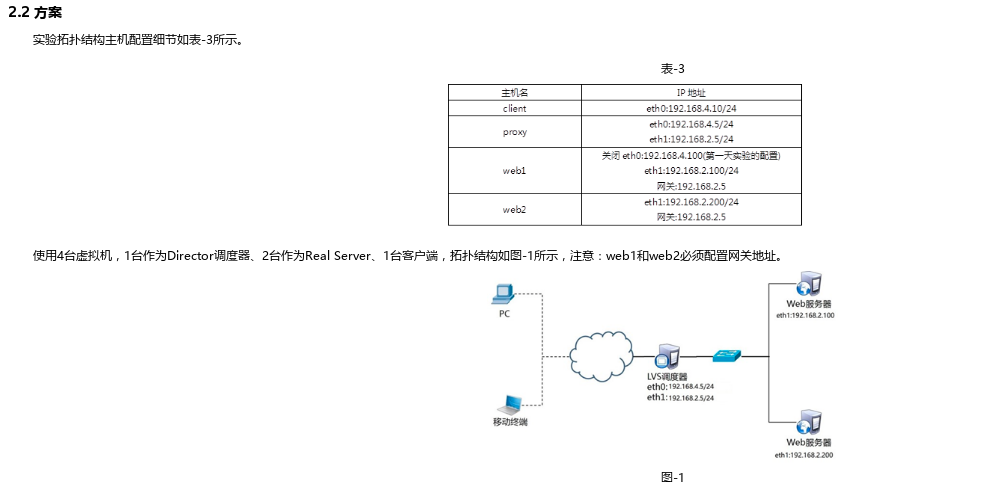 2.2 方案
实验拓扑结构主机配置细节如表-3所示。
表-3
主机名 IP 地址
client eth0:192.168.4.10/24
proxy eth0:192.168.4.5/24
eth1:192.168.2.5/24
web1 关闭 eth0:192.168.4.100(第一天实验的配置)
eth1:192.168.2.100/24
网关:192.168.2.5
web2 eth1:192.168.2.200/24
网关:192.168.2.5
使用4台虚拟机，1台作为Director调度器、2台作为Real Server、1台客户端，拓扑结构如图-1所示，注意：web1和web2必须配置网关地址。
PC
移动终端
LVS调度器
eth0:192.168.4.5/24
eth1:192.168.2.5/24
Web服务器
eth1:192.168.2.100
Web服务器
eth1:192.168.2.200
图-1